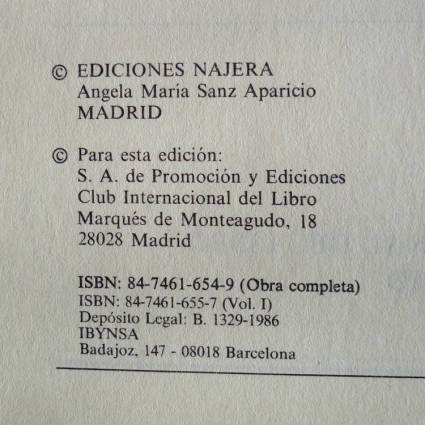 © EDICIONES NAJERA
Angela María Sanz Aparicio
MADRID
© Para esta edición:
S. A. de Promoción y Ediciones
Club Internacional del Libro
Marqués de Monteagudo, 18
28028 Madrid
ISBN: 84-7461-654-9 (Obra completa)
ISBN: 84-7461-655-7 (Vol. I)
Depósito Legal: B. 1329-1986
IBYNSA
Badajoz, 147 - 08018 Barcelona